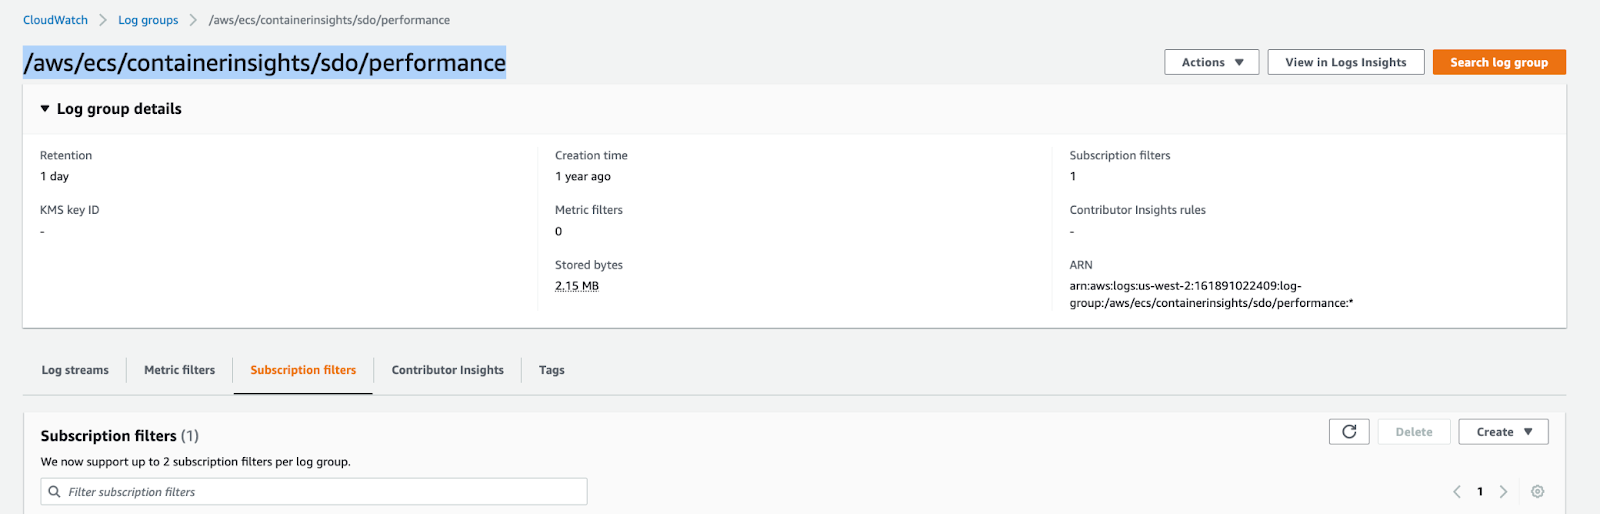 CloudWatch > Log groups > /aws/ecs/containerinsights/sdo/performance
/aws/ecs/containerinsights/sdo/performance
Actions ▼
View in Logs Insights
Search log group
▼ Log group details
Retention
1 day
KMS key ID
-
Creation time
1 year ago
Metric filters
0
Stored bytes
2.15 MB
Subscription filters
1
Contributor Insights rules
-
ARN
arn:aws:logs:us-west-2:161891022409:log-
group:/aws/ecs/containerinsights/sdo/performance:*
Log streams
Metric filters
Subscription filters
Contributor Insights
Tags
Subscription filters (1)
Delete
Create ▼
We now support up to 2 subscription filters per log group.
Filter subscription filters
< 1 >